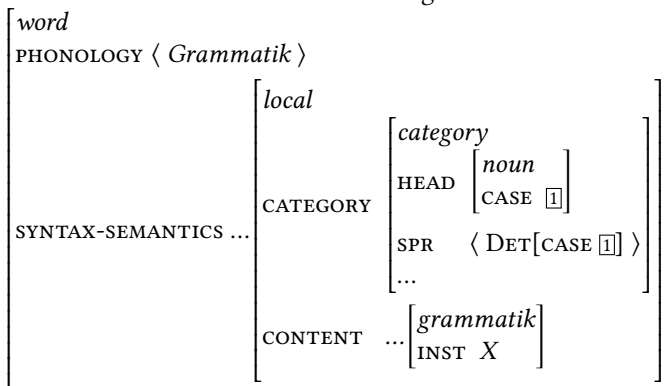 word
PHONOLOGY ⟨ Grammatik ⟩
local
category
HEAD noun
CASE 1
CATEGORY
SYNTAX-SEMANTICS ...
SPR ⟨ DET[CASE 1] ⟩
...
CONTENT ... grammatik
INST X